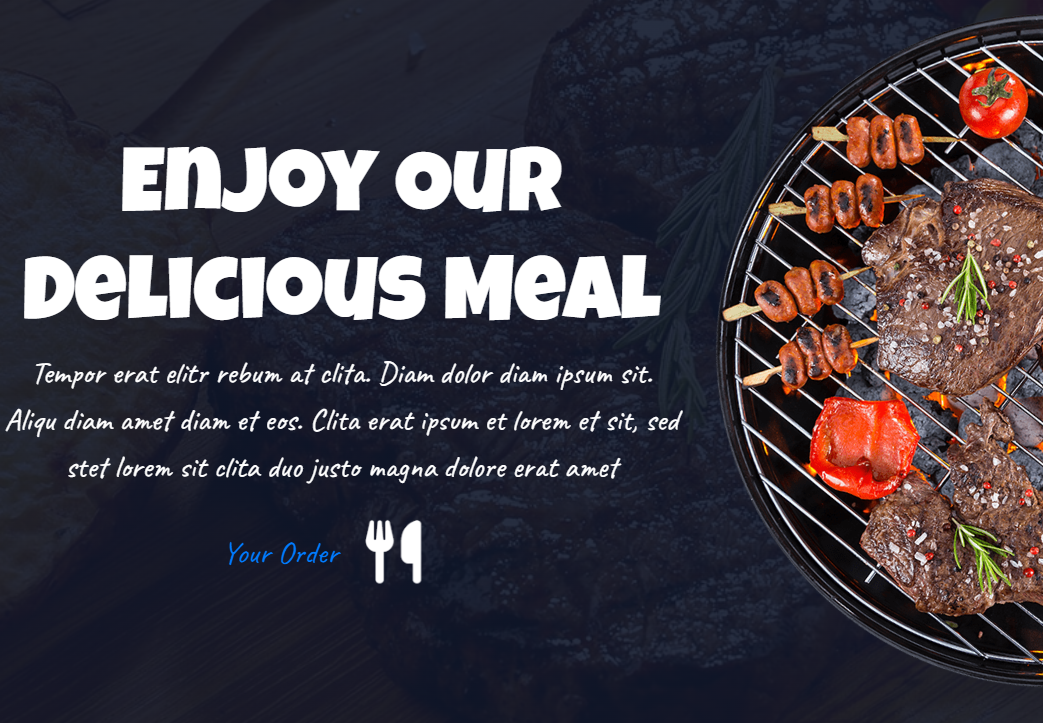 Enjoy Our
Delicious Meal
Tempor erat elitr rebum at clita. Diam dolor diam ipsum sit.
Aliqu diam amet diam et eos. Clita erat ipsum et lorem et sit, sed
stet lorem sit clita duo justo magna dolore erat amet
Your Order